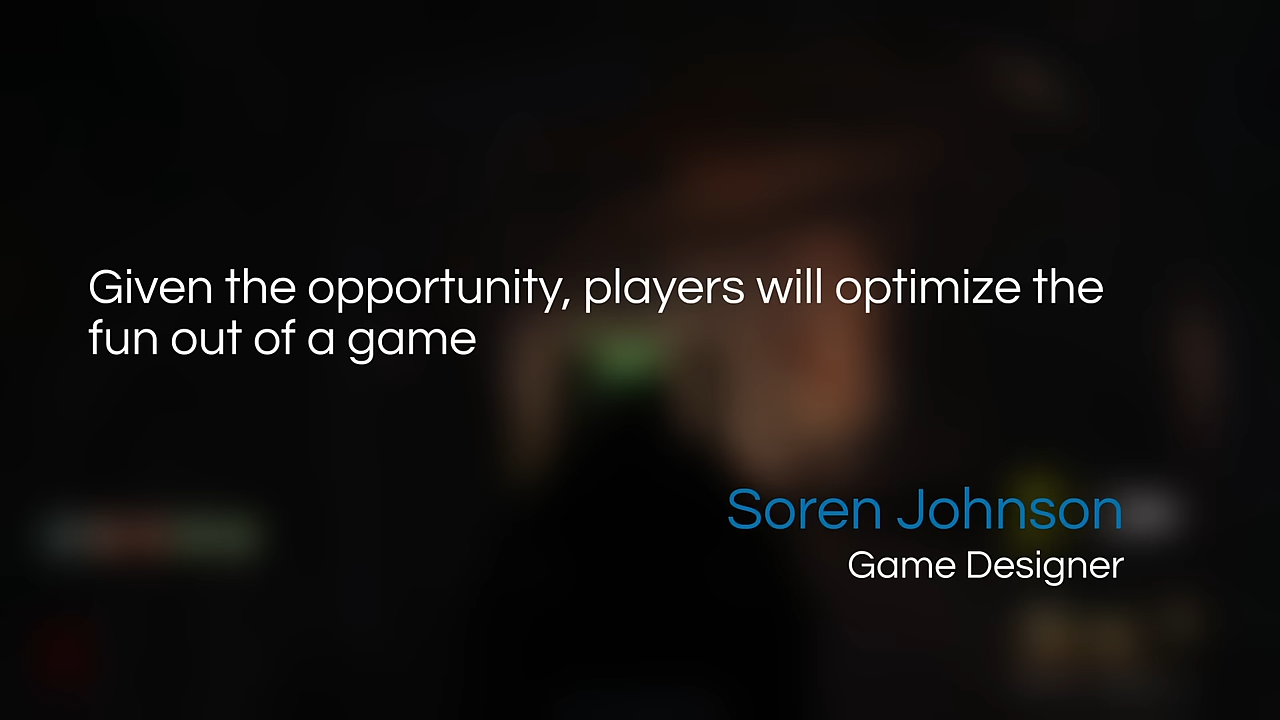 Given the opportunity, players will optimize the
fun out of a game
Soren Johnson
Game Designer